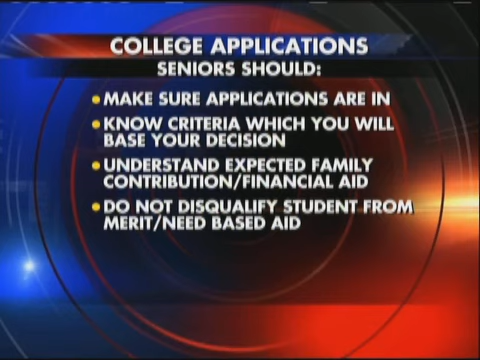 COLLEGE APPLICATIONS
SENIORS SHOULD:
• MAKE SURE APPLICATIONS ARE IN
• KNOW CRITERIA WHICH YOU WILL
BASE YOUR DECISION
• UNDERSTAND EXPECTED FAMILY
CONTRIBUTION/FINANCIAL AID
• DO NOT DISQUALIFY STUDENT FROM
MERIT/NEED BASED AID